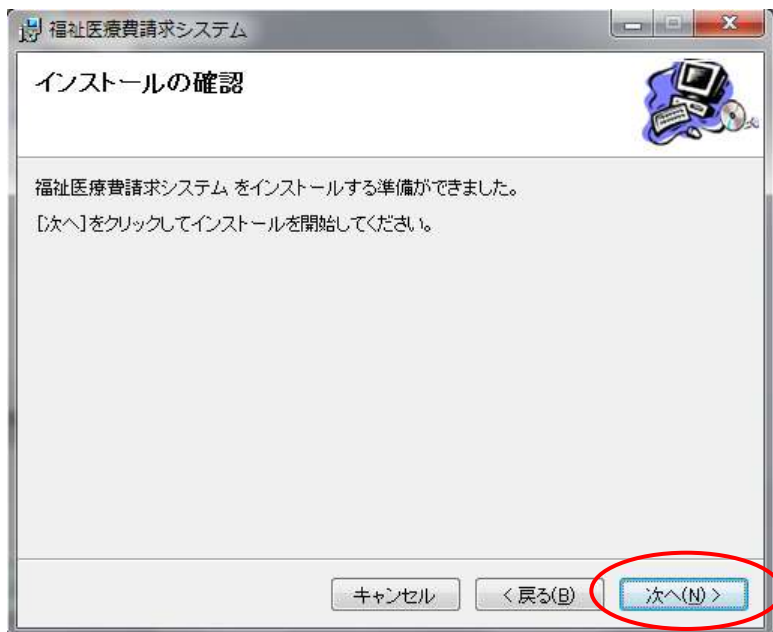 福祉医療費請求システム
インストールの確認
福祉医療費請求システム をインストールする準備ができました。
[次へ]をクリックしてインストールを開始してください。
キャンセル
< 戻る(B)
次へ(N) >